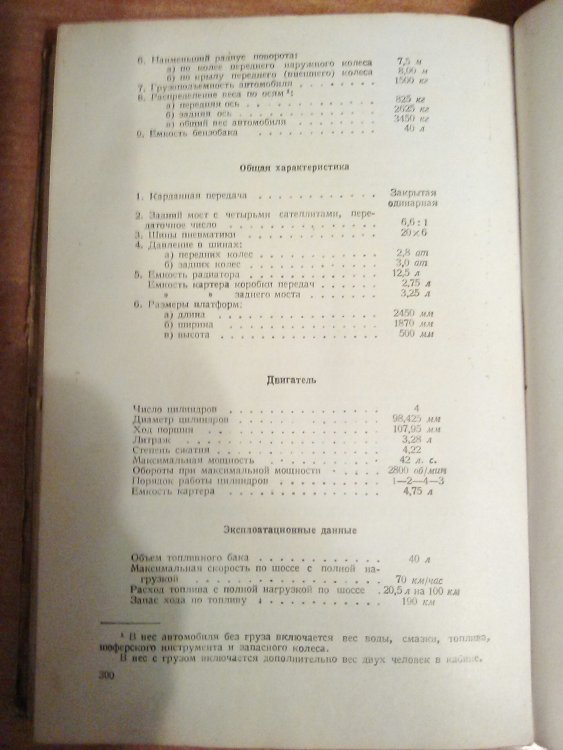 6. Наименьший радиус поворота:
а) по колее переднего наружного колеса 7,5 м
б) по крылу переднего (внешнего) колеса 8,00 м
7. Грузоподъемность автомобиля . . . . . . . 1500 кг
8. Распределение веса по осям ¹:
а) передняя ось . . . . . . . . . . . 825 кг
б) задняя ось . . . . . . . . . . . . 2625 кг
в) общий вес автомобиля . . . . . . . 3450 кг
9. Емкость бензобака . . . . . . . . . . 40 л
Общая характеристика
1. Карданная передача . . . . . . . . . . . Закрытая
одинарная
2. Задний мост с четырьмя сателлитами, пере-
даточное число . . . . . . . . . . . . 6,6 : 1
3. Шины пневматики . . . . . . . . . . . . 20×6
4. Давление в шинах:
а) передних колес . . . . . . . . . . 2,8 ат
б) задних колес . . . . . . . . . . . 3,0 ат
5. Емкость радиатора . . . . . . . . . . . 12,5 л
Емкость картера коробки передач . . . . . . 2,75 л
» » заднего моста . . . . . . 3,25 л
6. Размеры платформ:
а) длина . . . . . . . . . . . . . . 2450 мм
б) ширина . . . . . . . . . . . . . 1870 мм
в) высота . . . . . . . . . . . . . 500 мм
Двигатель
Число цилиндров . . . . . . . . . . . . . 4
Диаметр цилиндров . . . . . . . . . . . . 98,425 мм
Ход поршня . . . . . . . . . . . . . . . 107,95 мм
Литраж . . . . . . . . . . . . . . . . . 3,28 л
Степень сжатия . . . . . . . . . . . . . 4,22
Максимальная мощность . . . . . . . . . . 42 л. с.
Обороты при максимальной мощности . . . . . 2800 об/мин
Порядок работы цилиндров . . . . . . . . . 1—2—4—3
Емкость картера . . . . . . . . . . . . . 4,75 л
Эксплоатационные данные
Объем топливного бака . . . . . . . . . . 40 л
Максимальная скорость по шоссе с полной на-
грузкой . . . . . . . . . . . . . . . 70 км/час
Расход топлива с полной нагрузкой по шоссе . 20,5 л на 100 км
Запас хода по топливу . . . . . . . . . . 190 км
¹ В вес автомобиля без груза включается вес воды, смазки, топлива,
шоферского инструмента и запасного колеса.
В вес с грузом включается дополнительно вес двух человек в кабине.
300